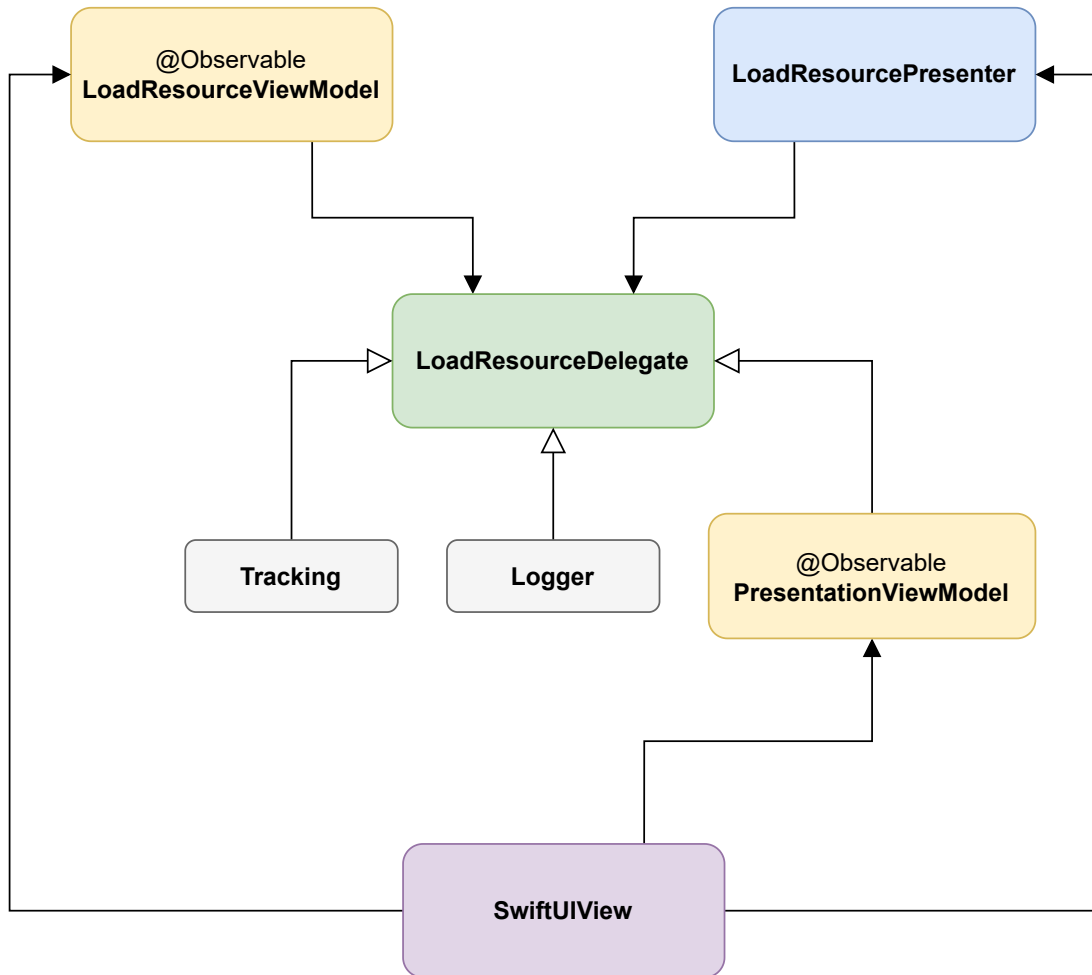 @Observable
LoadResourceViewModel
LoadResourcePresenter
LoadResourceDelegate
Tracking
Logger
@Observable
PresentationViewModel
SwiftUIView